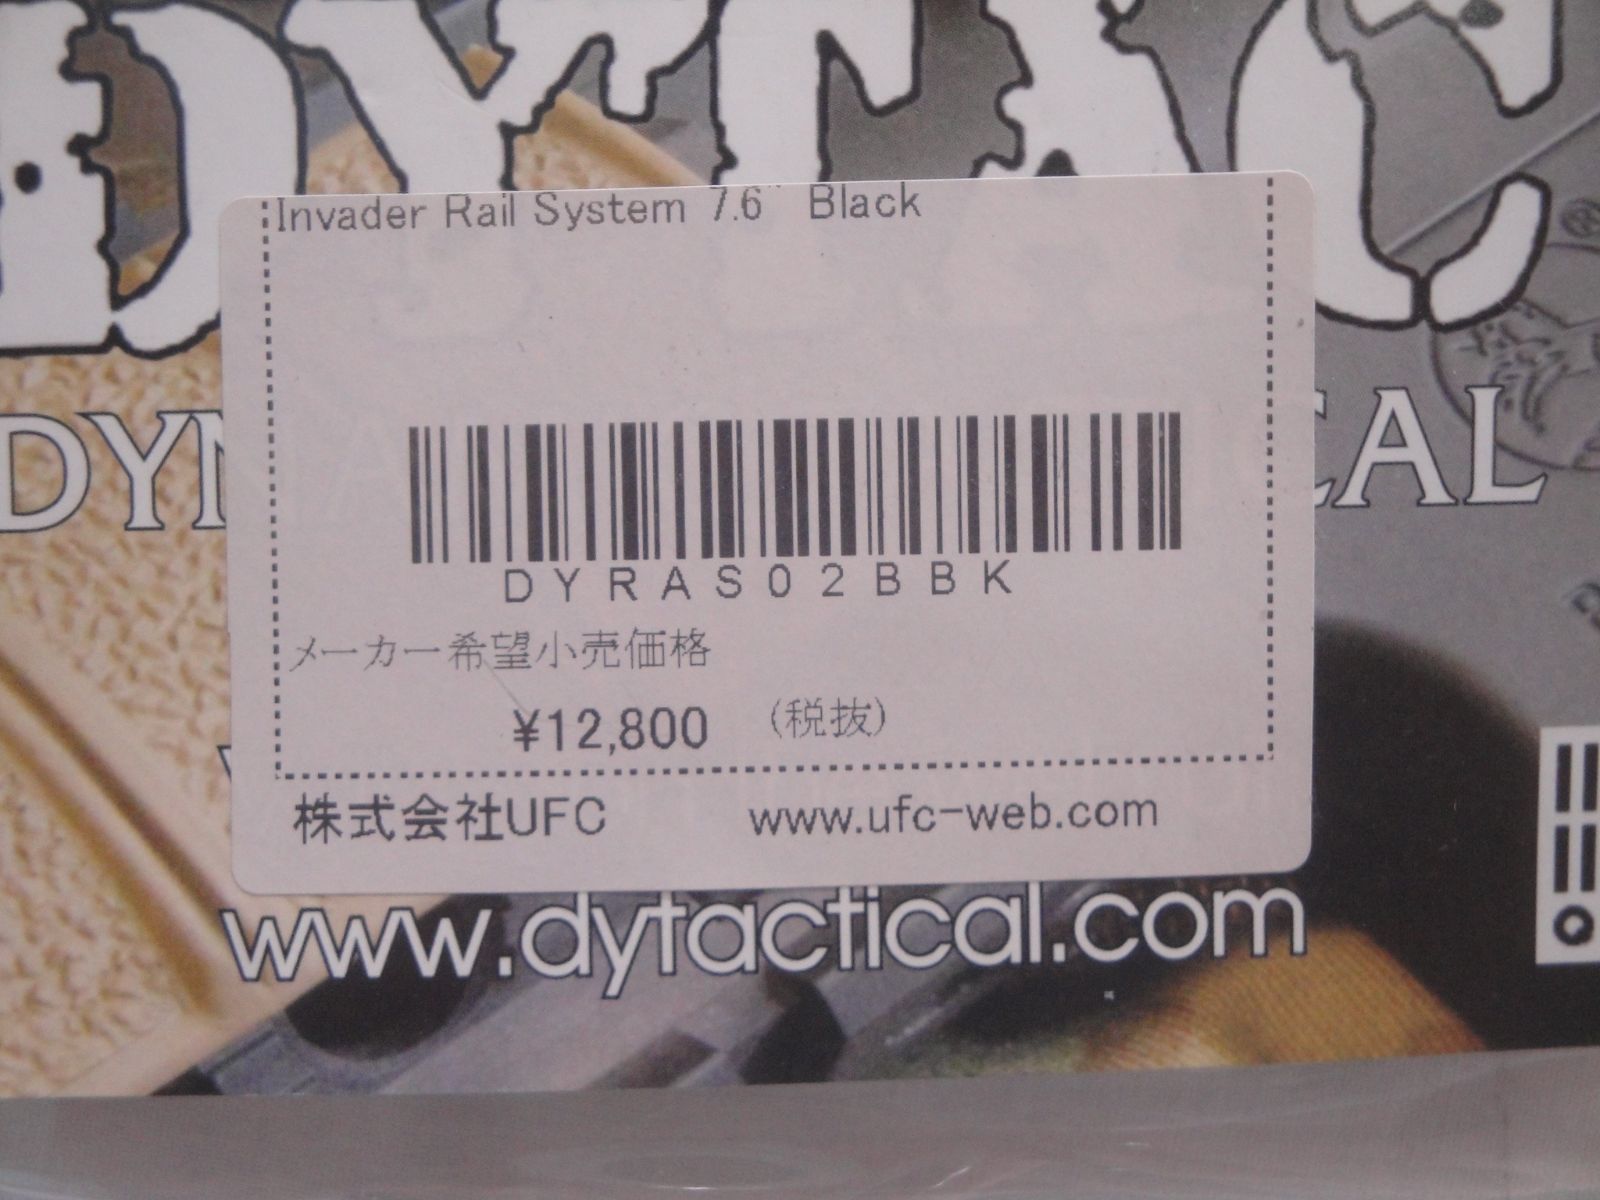 DYTAC
Invader Rail System 7.6" Black
DYRAS02BBK
メーカー希望小売価格
¥12,800 (税抜)
株式会社UFC www.ufc-web.com
www.dytactical.com